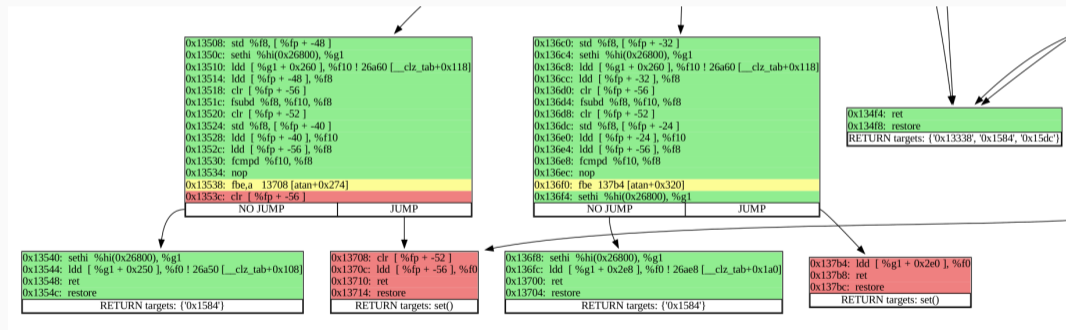 0x13508: std %f8, [ %fp + -48 ]
0x1350c: sethi %hi(0x26800), %g1
0x13510: ldd [ %g1 + 0x260 ], %f10 ! 26a60 [__clz_tab+0x118]
0x13514: ldd [ %fp + -48 ], %f8
0x13518: clr [ %fp + -56 ]
0x1351c: fsubd %f8, %f10, %f8
0x13520: clr [ %fp + -52 ]
0x13524: std %f8, [ %fp + -40 ]
0x13528: ldd [ %fp + -40 ], %f10
0x1352c: ldd [ %fp + -56 ], %f8
0x13530: fcmpd %f10, %f8
0x13534: nop
0x13538: fbe,a 13708 [atan+0x274]
0x1353c: clr [ %fp + -56 ]
NO JUMP JUMP
0x136c0: std %f8, [ %fp + -32 ]
0x136c4: sethi %hi(0x26800), %g1
0x136c8: ldd [ %g1 + 0x260 ], %f10 ! 26a60 [__clz_tab+0x118]
0x136cc: ldd [ %fp + -32 ], %f8
0x136d0: clr [ %fp + -56 ]
0x136d4: fsubd %f8, %f10, %f8
0x136d8: clr [ %fp + -52 ]
0x136dc: std %f8, [ %fp + -24 ]
0x136e0: ldd [ %fp + -24 ], %f10
0x136e4: ldd [ %fp + -56 ], %f8
0x136e8: fcmpd %f10, %f8
0x136ec: nop
0x136f0: fbe 137b4 [atan+0x320]
0x136f4: sethi %hi(0x26800), %g1
NO JUMP JUMP
0x134f4: ret
0x134f8: restore
RETURN targets: {'0x13338', '0x1584', '0x15dc'}
0x13540: sethi %hi(0x26800), %g1
0x13544: ldd [ %g1 + 0x250 ], %f0 ! 26a50 [__clz_tab+0x108]
0x13548: ret
0x1354c: restore
RETURN targets: {'0x1584'}
0x13708: clr [ %fp + -52 ]
0x1370c: ldd [ %fp + -56 ], %f0
0x13710: ret
0x13714: restore
RETURN targets: set()
0x136f8: sethi %hi(0x26800), %g1
0x136fc: ldd [ %g1 + 0x2e8 ], %f0 ! 26ae8 [__clz_tab+0x1a0]
0x13700: ret
0x13704: restore
RETURN targets: {'0x1584'}
0x137b4: ldd [ %g1 + 0x2e0 ], %f0
0x137b8: ret
0x137bc: restore
RETURN targets: set()